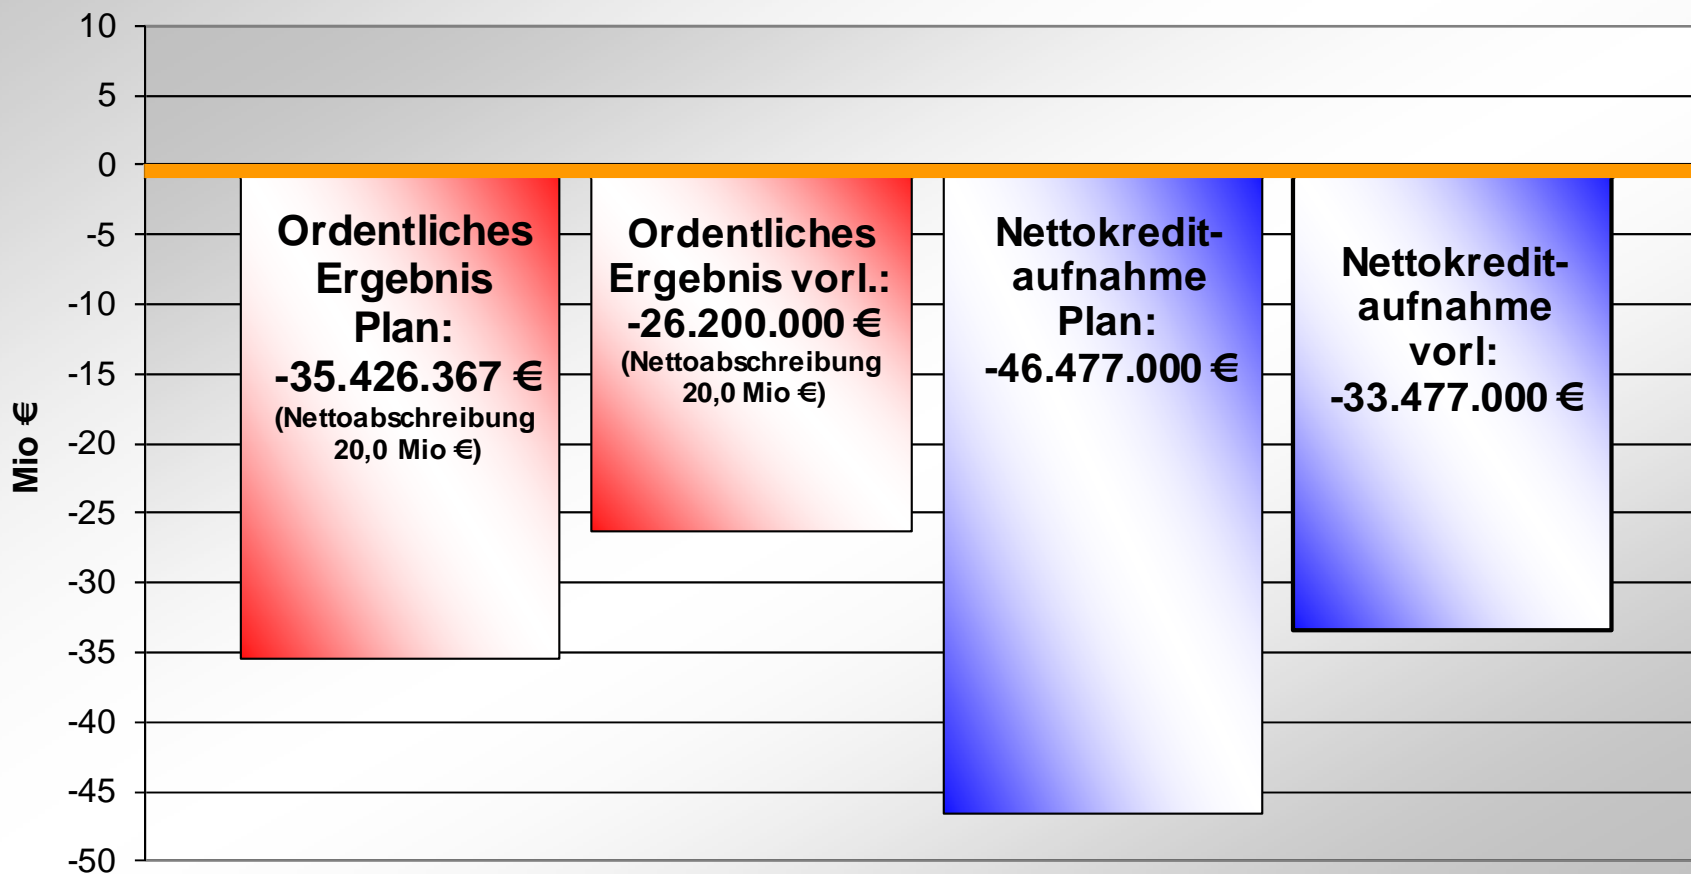 10
5
0
-5
-10
-15
-20
-25
-30
-35
-40
-45
-50
Mio €
Ordentliches
Ergebnis
Plan:
-35.426.367 €
(Nettoabschreibung
20,0 Mio €)
Ordentliches
Ergebnis vorl.:
-26.200.000 €
(Nettoabschreibung
20,0 Mio €)
Nettokredit-
aufnahme
Plan:
-46.477.000 €
Nettokredit-
aufnahme
vorl:
-33.477.000 €